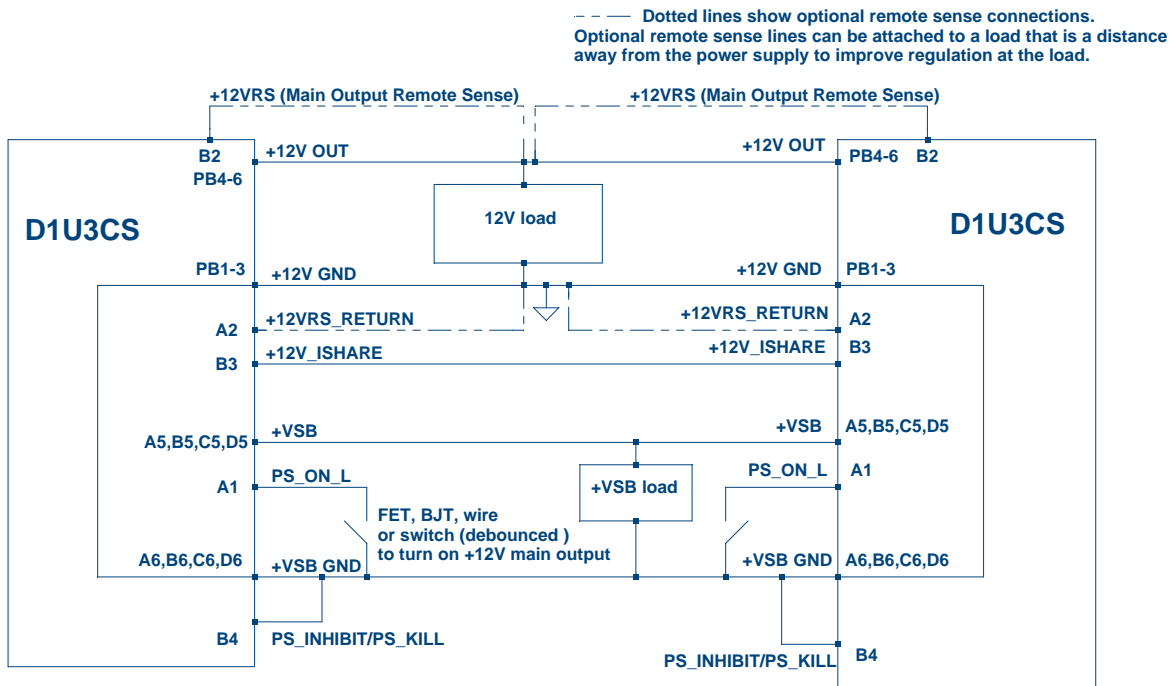 Dotted lines show optional remote sense connections.
Optional remote sense lines can be attached to a load that is a distance
away from the power supply to improve regulation at the load.
+12VRS (Main Output Remote Sense)
+12VRS (Main Output Remote Sense)
B2
PB4-6
+12V OUT
+12V OUT
PB4-6
B2
D1U3CS
12V load
D1U3CS
PB1-3
+12V GND
+12V GND
PB1-3
A2
+12VRS_RETURN
+12VRS_RETURN
A2
B3
+12V_ISHARE
+12V_ISHARE
B3
A5,B5,C5,D5
+VSB
+VSB
A5,B5,C5,D5
A1
PS_ON_L
+VSB load
PS_ON_L
A1
FET, BJT, wire
or switch (debounced )
to turn on +12V main output
A6,B6,C6,D6
+VSB GND
+VSB GND
A6,B6,C6,D6
B4
PS_INHIBIT/PS_KILL
PS_INHIBIT/PS_KILL
B4